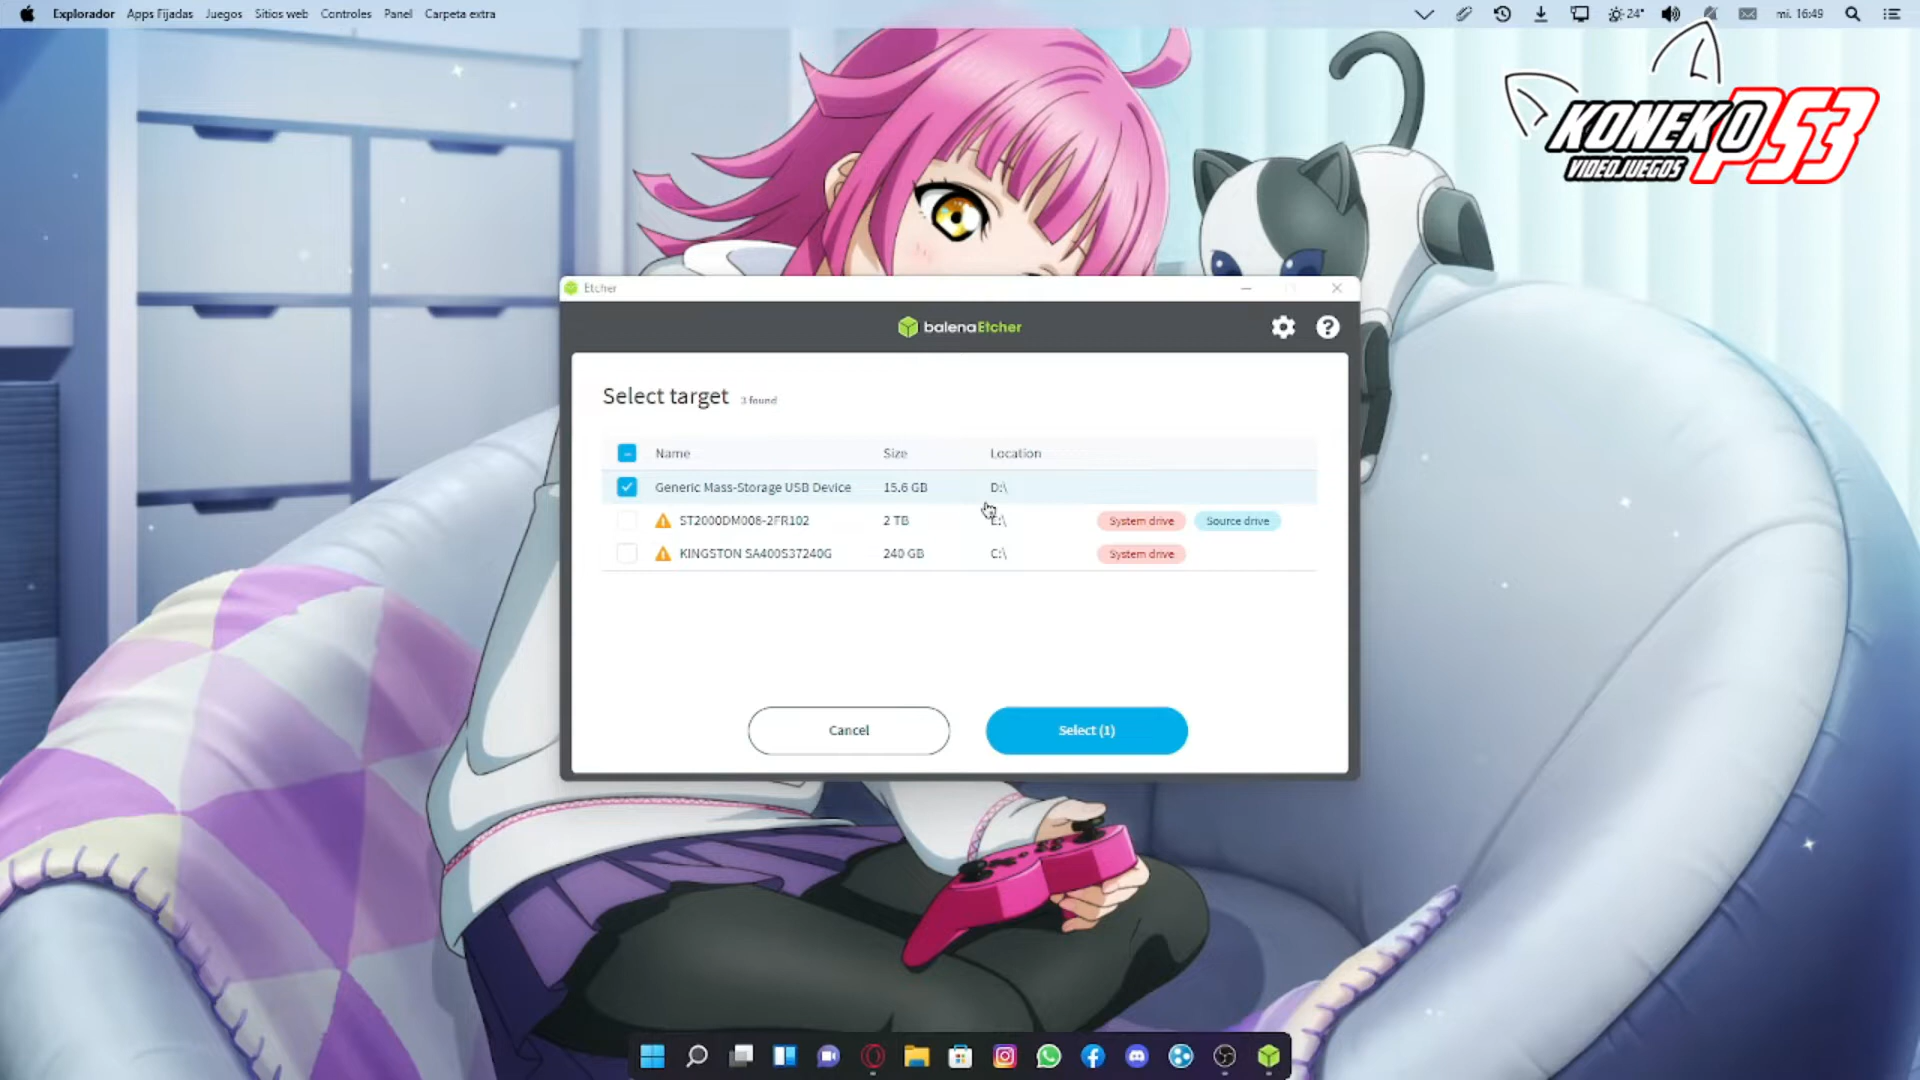 Explorador Apps Fijadas Juegos Sitios web Controles Panel Carpeta extra
24° mi. 16:49
KONEKO PS3
VIDEOJUEGOS
Etcher
balenaEtcher
Select target 3 found
Name Size Location
Generic Mass-Storage USB Device 15.6 GB D:\
ST2000DM008-2FR102 2 TB E:\ System drive Source drive
KINGSTON SA400S37240G 240 GB C:\ System drive
Cancel Select (1)